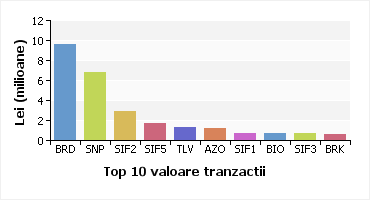 Lei (milioane)
12
10
8
6
4
2
0
BRD SNP SIF2 SIF5 TLV AZO SIF1 BIO SIF3 BRK
Top 10 valoare tranzactii